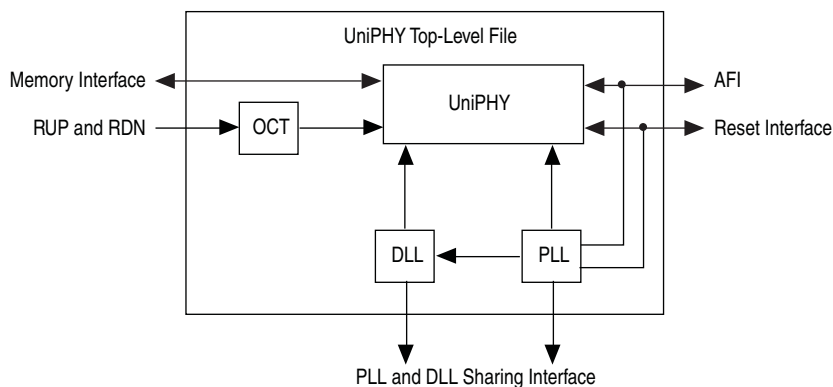 UniPHY Top-Level File
Memory Interface
UniPHY
AFI
RUP and RDN
OCT
Reset Interface
DLL
PLL
PLL and DLL Sharing Interface